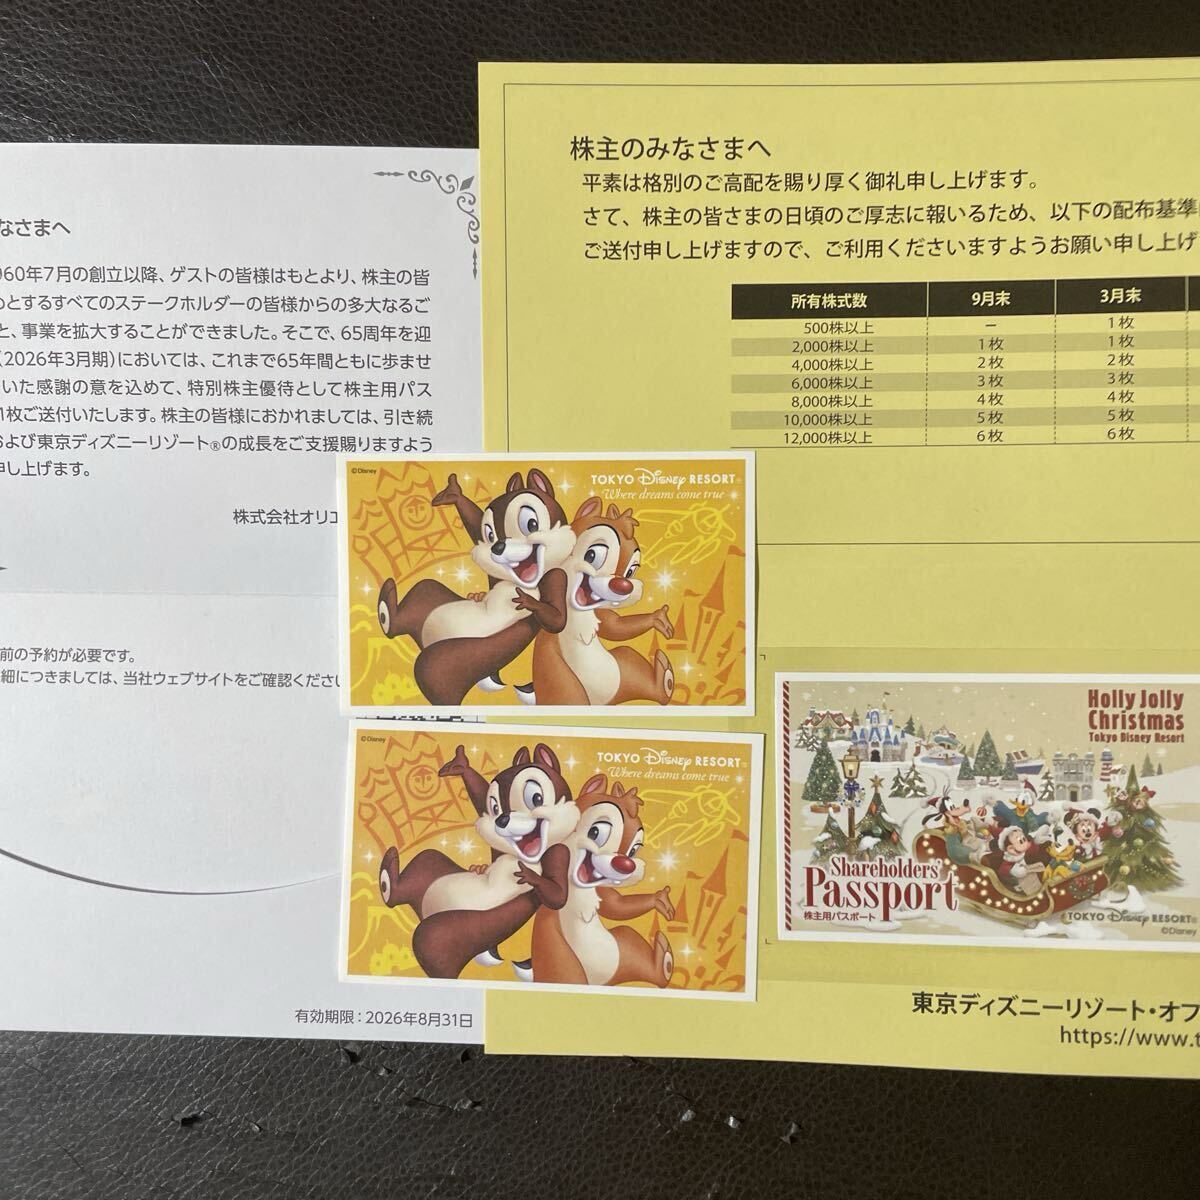 なさまへ
960年7月の創立以降、ゲストの皆様はもとより、株主の皆
めとするすべてのステークホルダーの皆様からの多大なるご
と、事業を拡大することができました。そこで、65周年を迎
(2026年3月期)においては、これまで65年間ともに歩ませ
いた感謝の意を込めて、特別株主優待として株主用パス
1枚ご送付いたします。株主の皆様におかれましては、引き続
および東京ディズニーリゾート®の成長をご支援賜りますよう
申し上げます。
株式会社オリエ
前の予約が必要です。
細につきましては、当社ウェブサイトをご確認くださ
有効期限:2026年8月31日
株主のみなさまへ
平素は格別のご高配を賜り厚く御礼申し上げます。
さて、株主の皆さまの日頃のご厚志に報いるため、以下の配布基準
ご送付申し上げますので、ご利用くださいますようお願い申し上げ
所有株式数 9月末 3月末
500株以上 − 1枚
2,000株以上 1枚 1枚
4,000株以上 2枚 2枚
6,000株以上 3枚 3枚
8,000株以上 4枚 4枚
10,000株以上 5枚 5枚
12,000株以上 6枚 6枚
©Disney
TOKYO Disney RESORT®
Where dreams come true
©Disney
TOKYO Disney RESORT®
Where dreams come true
Holly Jolly
Christmas
Tokyo Disney Resort
Shareholders'
Passport
株主用パスポート
TOKYO Disney RESORT®
©Disney
東京ディズニーリゾート・オフ
https://www.t